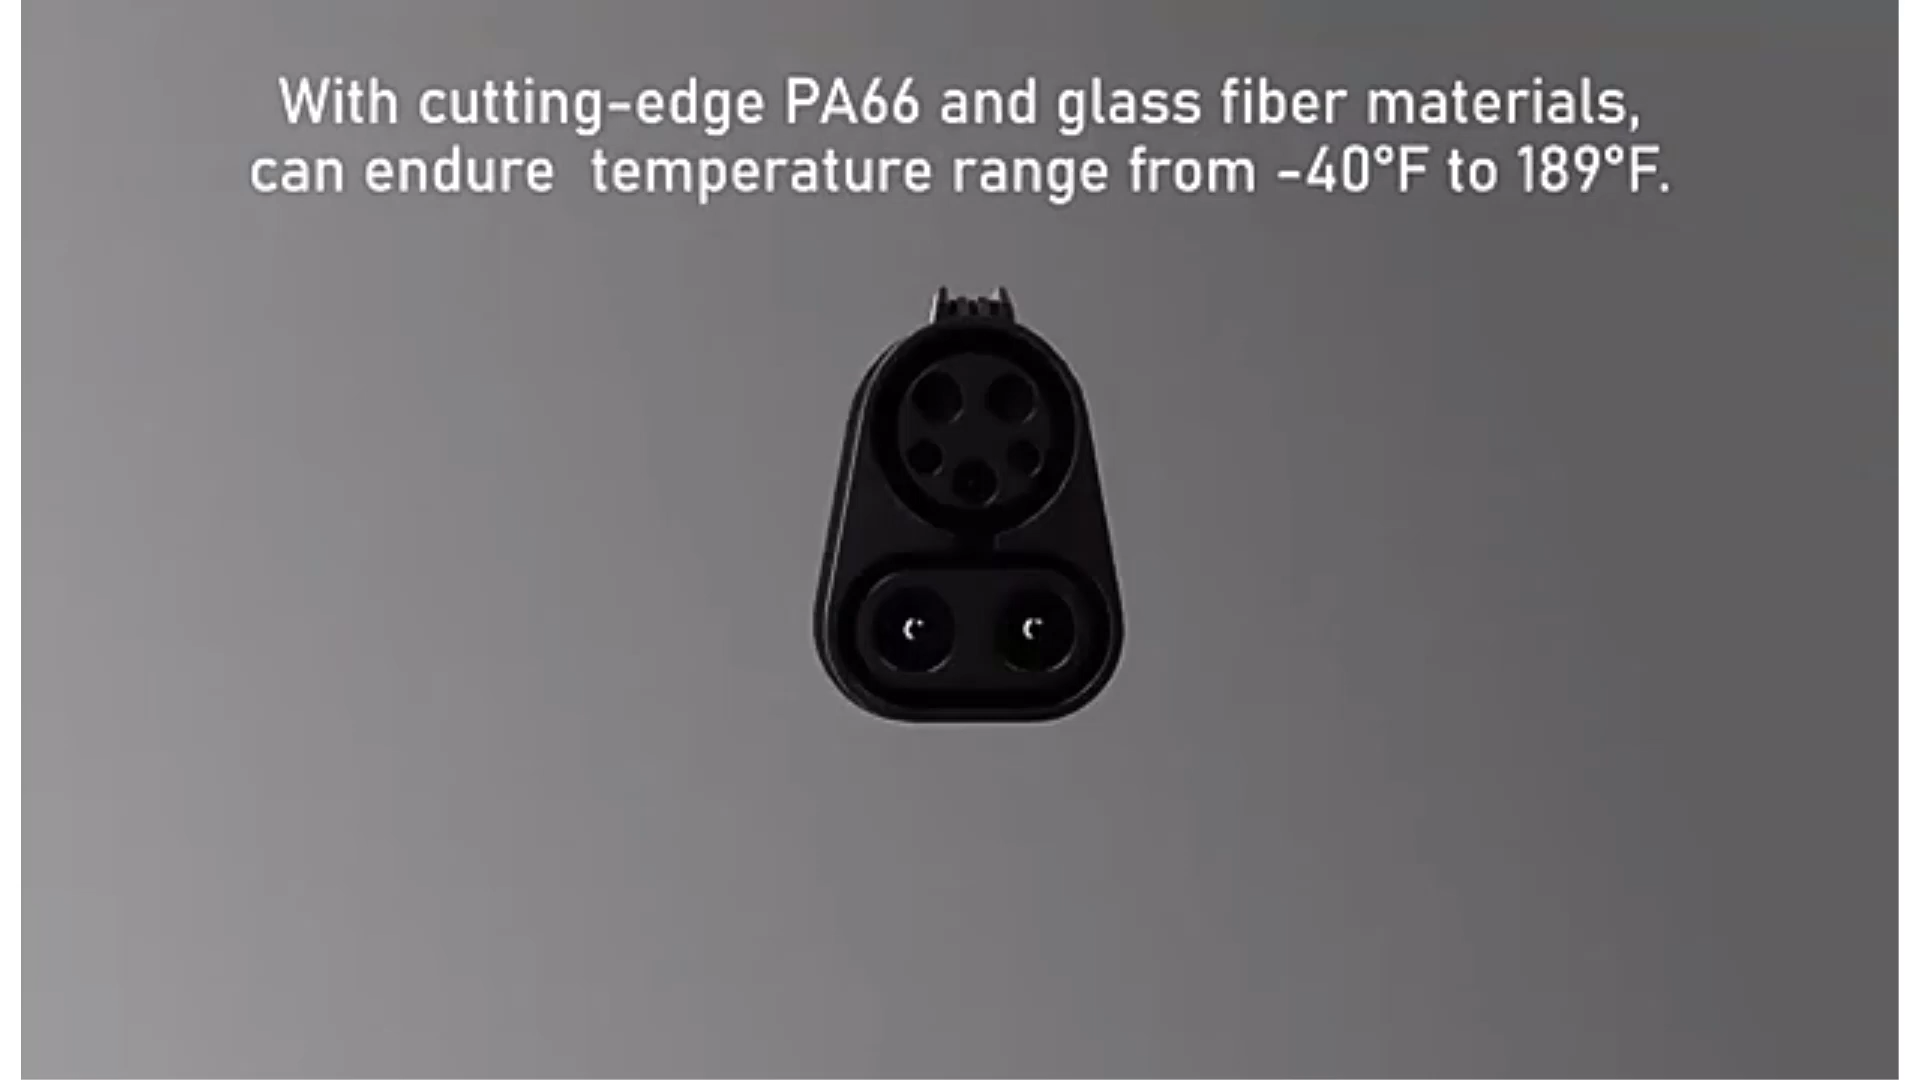 With cutting-edge PA66 and glass fiber materials,
can endure  temperature range from -40°F to 189°F.